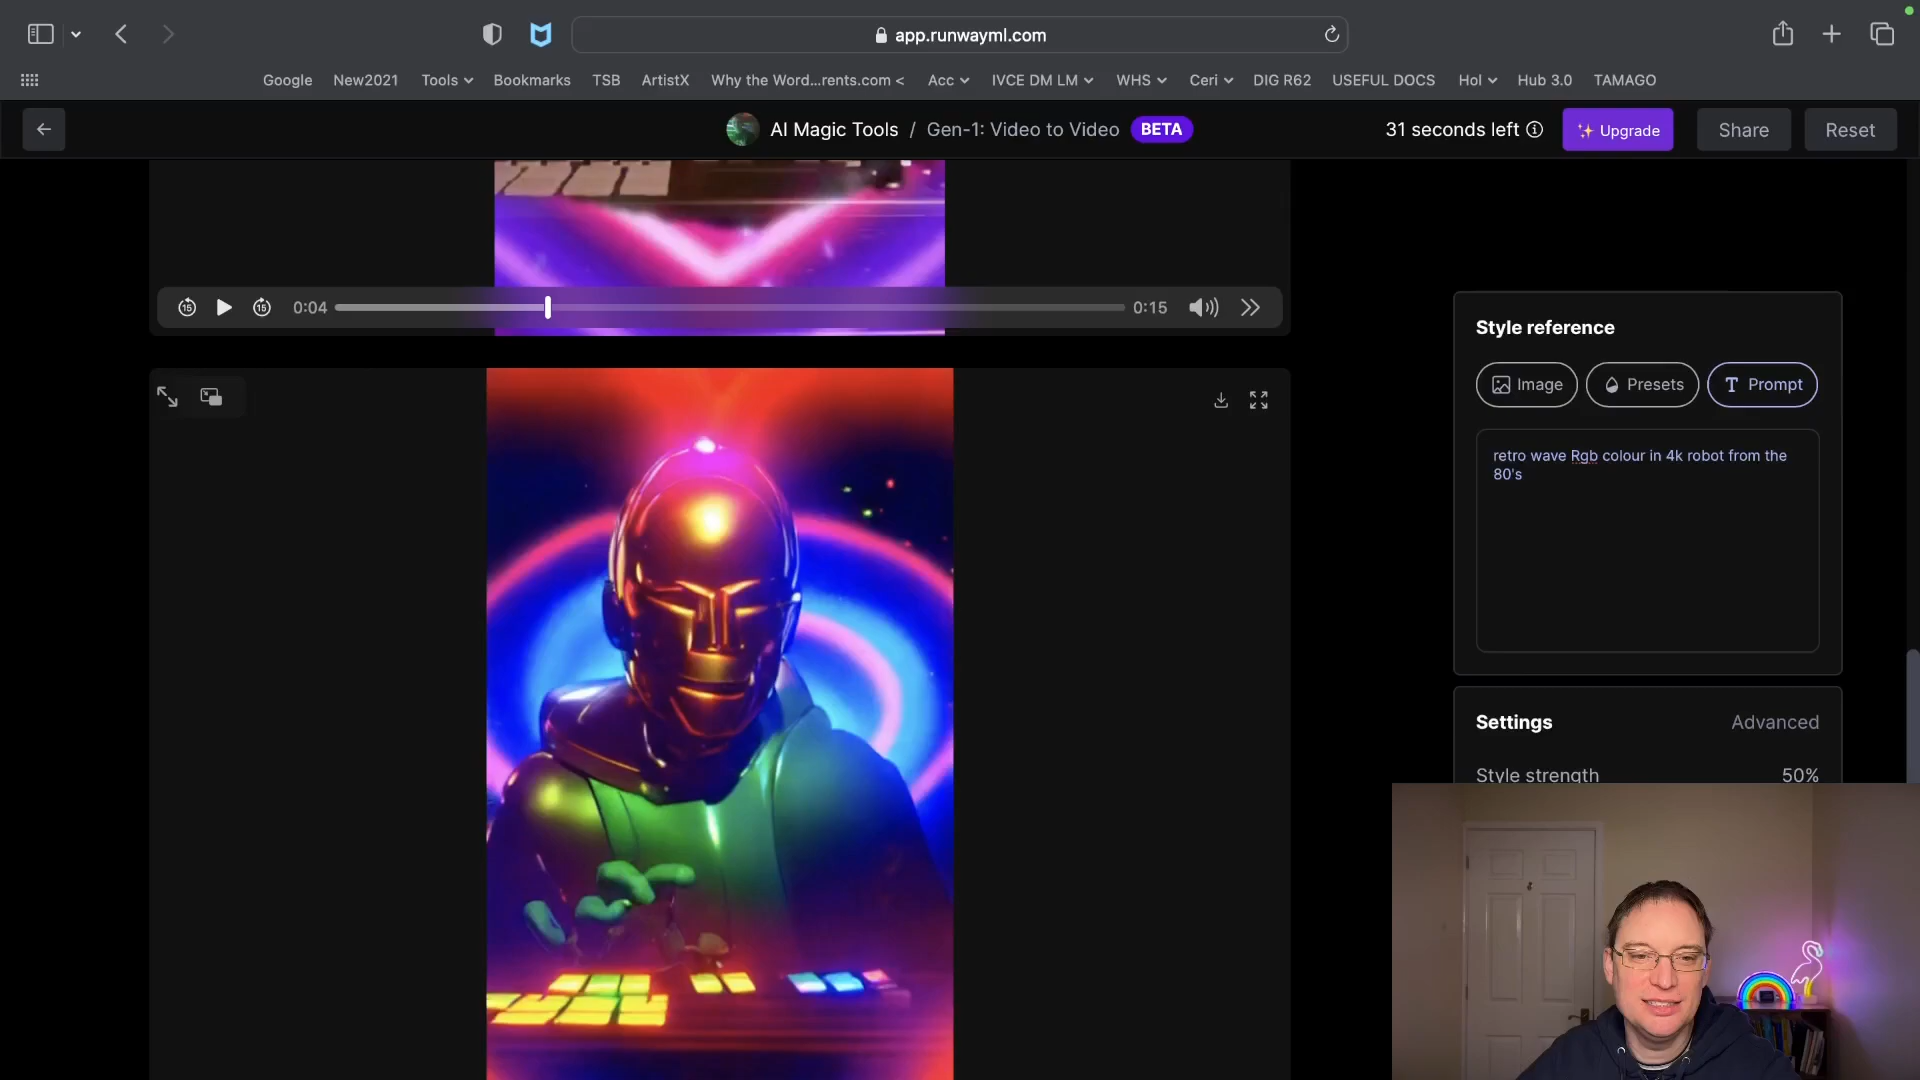 app.runwayml.com
Google New2021 Tools Bookmarks TSB ArtistX Why the Word...rents.com < Acc IVCE DM LM WHS Ceri DIG R62 USEFUL DOCS Hol Hub 3.0 TAMAGO
AI Magic Tools / Gen-1: Video to Video BETA 31 seconds left Upgrade Share Reset
15 15 0:04 0:15
Style reference
Image Presets T Prompt
retro wave Rgb colour in 4k robot from the
80's
Settings Advanced
Style strength 50%